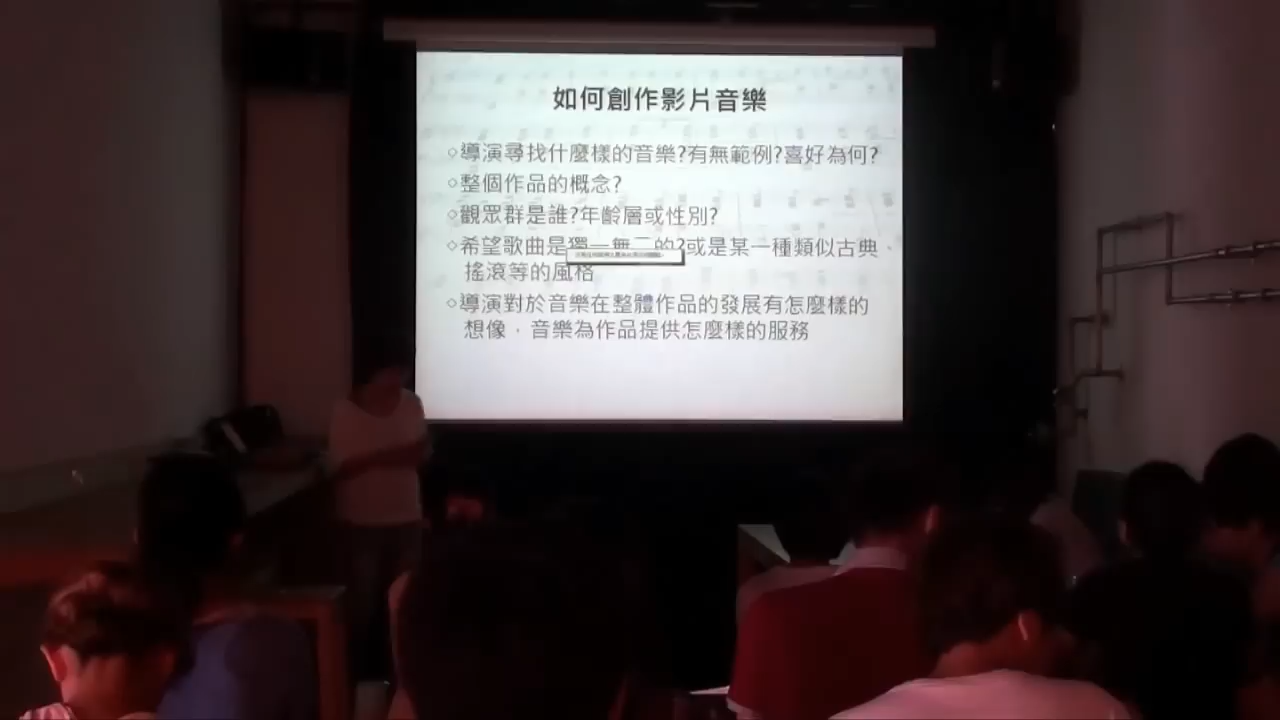 如何創作影片音樂
○導演尋找什麼樣的音樂?有無範例?喜好為何?
○整個作品的概念?
○觀眾群是誰?年齡層或性別?
○希望歌曲是獨一無二的?或是某一種類似古典、
搖滾等的風格
○導演對於音樂在整體作品的發展有怎麼樣的
想像,音樂為作品提供怎麼樣的服務